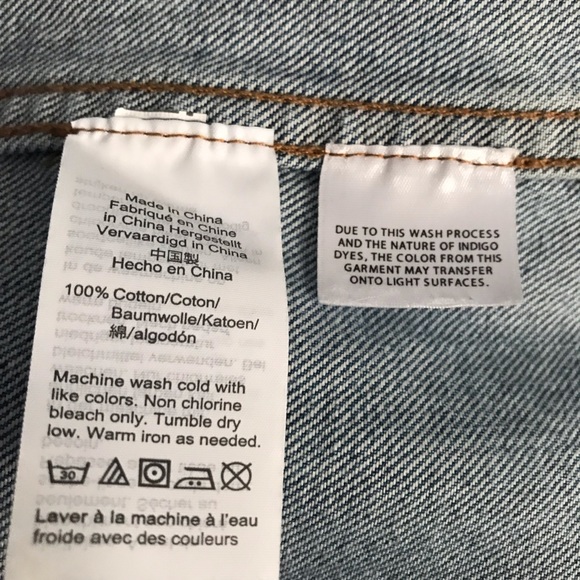 Made in China
Fabriqué en Chine
in China Hergestellt
Vervaardigd in China
中国製
Hecho en China
100% Cotton/Coton/
Baumwolle/Katoen/
綿/algodón
Machine wash cold with
like colors. Non chlorine
bleach only. Tumble dry
low. Warm iron as needed.
30
Laver à la machine à l'eau
froide avec des couleurs
DUE TO THIS WASH PROCESS
AND THE NATURE OF INDIGO
DYES, THE COLOR FROM THIS
GARMENT MAY TRANSFER
ONTO LIGHT SURFACES.